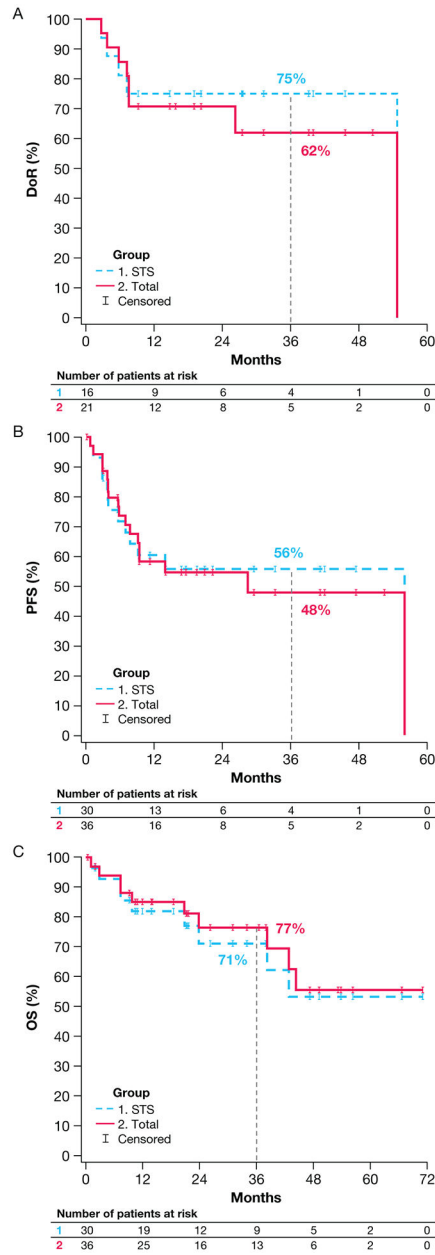 A
100
90
80
70
60
50
40
30
20
10
0
DoR (%)
75%
62%
Group
1. STS
2. Total
Censored
0 12 24 36 48 60
Months
Number of patients at risk
1 16 9 6 4 1 0
2 21 12 8 5 2 0
B
100
90
80
70
60
50
40
30
20
10
0
PFS (%)
56%
48%
Group
1. STS
2. Total
Censored
0 12 24 36 48 60
Months
Number of patients at risk
1 30 13 6 4 1 0
2 36 16 8 5 2 0
C
100
90
80
70
60
50
40
30
20
10
0
OS (%)
77%
71%
Group
1. STS
2. Total
Censored
0 12 24 36 48 60 72
Months
Number of patients at risk
1 30 19 12 9 5 2 0
2 36 25 16 13 6 2 0